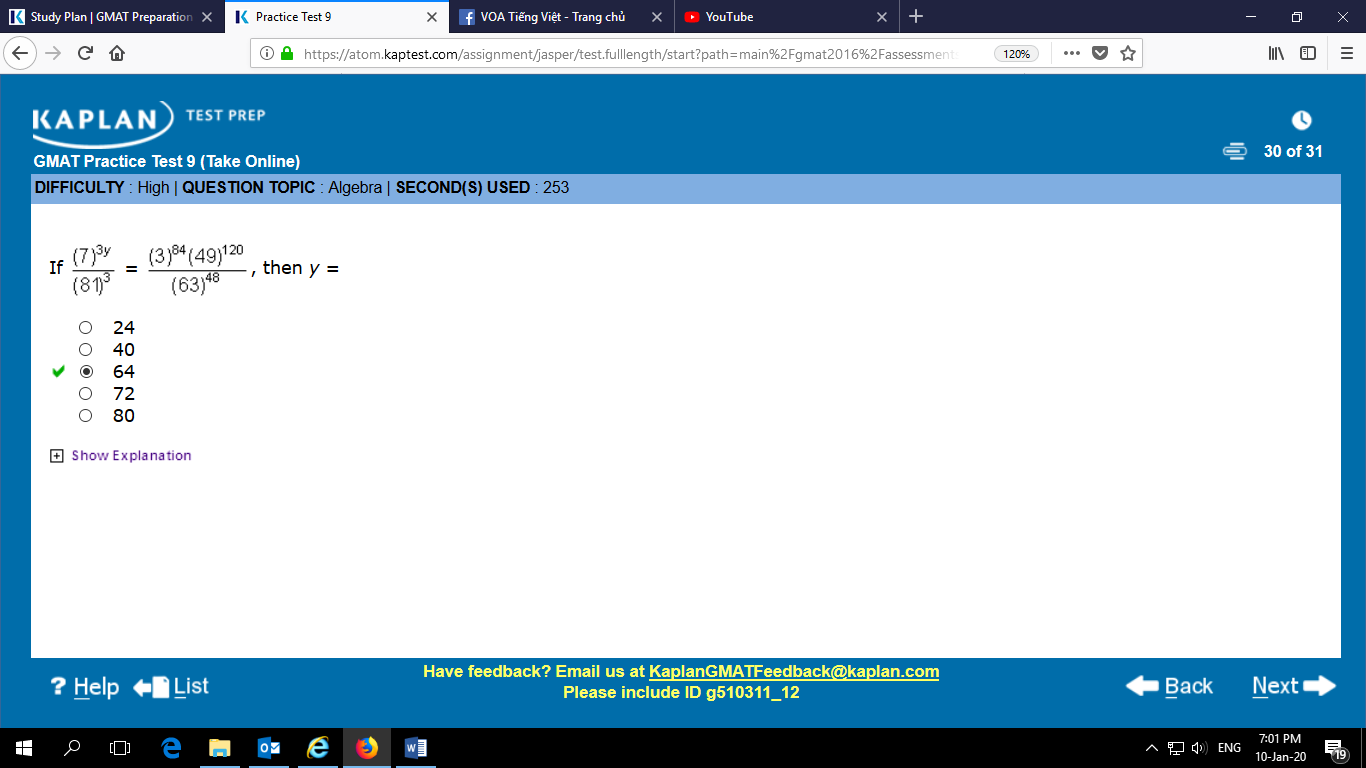 Study Plan | GMAT Preparation
Practice Test 9
VOA Tiếng Việt - Trang chủ
YouTube
https://atom.kaptest.com/assignment/jasper/test.fulllength/start?path=main%2Fgmat2016%2Fassessment
120%
KAPLAN TEST PREP
GMAT Practice Test 9 (Take Online)
30 of 31
DIFFICULTY : High | QUESTION TOPIC : Algebra | SECOND(S) USED : 253
If (7)^3y / (81)^3 = (3)^84 (49)^120 / (63)^48 , then y =
24
40
64
72
80
Show Explanation
Have feedback? Email us at KaplanGMATFeedback@kaplan.com
Please include ID g510311_12
? Help
List
Back
Next
ENG
7:01 PM
10-Jan-20
19